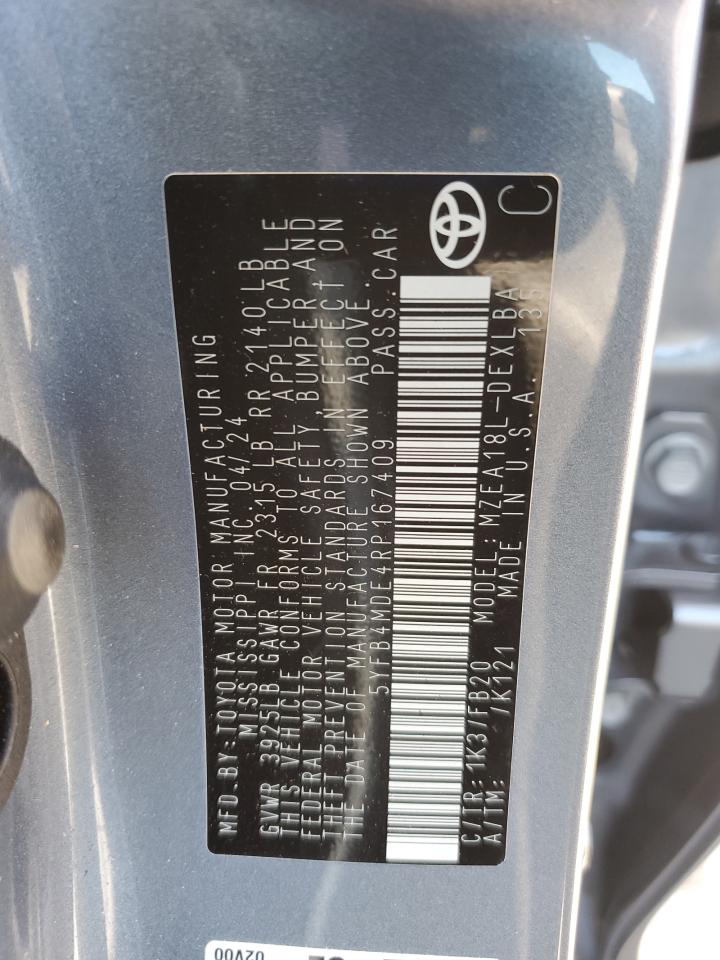 MFD. BY: TOYOTA MOTOR MANUFACTURING
MISSISSIPPI INC. 04/24
GVWR 3925LB GAWR FR 2315 LB RR 2140 LB
THIS VEHICLE CONFORMS TO ALL APPLICABLE
FEDERAL MOTOR VEHICLE SAFETY, BUMPER, AND
THEFT PREVENTION STANDARDS IN EFFECT ON
THE DATE OF MANUFACTURE SHOWN ABOVE.
5YFB4MDE4RP167409 PASS. CAR
C/TR: 1K3/FB20 MODEL: MZEA18L-DEXLBA
A/TM: /K121 MADE IN U.S.A. 135
C
02V00